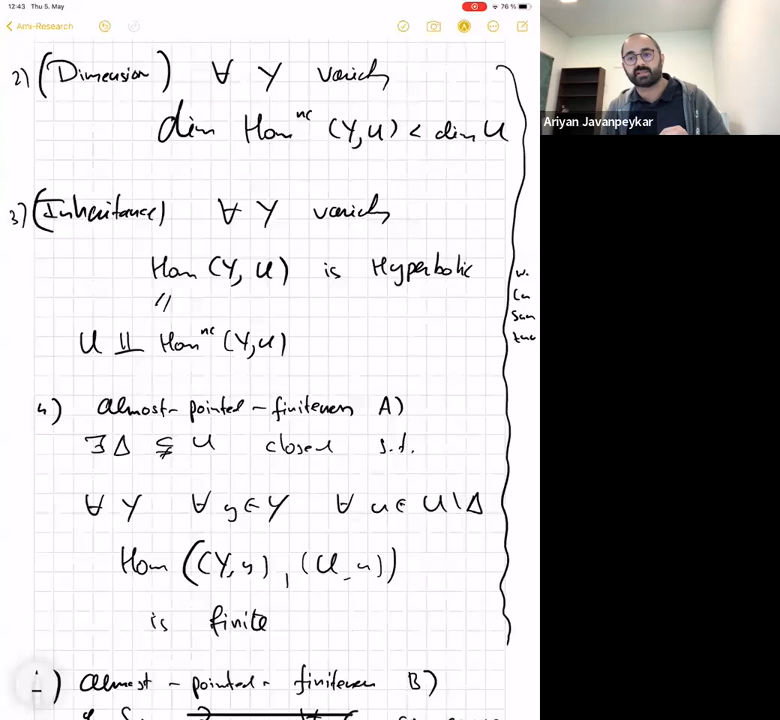 12:43 Thu 5. May
76 %
Ami-Research
Ariyan Javanpeykar
2) (Dimension) ∀ Y variety
dim Hom^nc (Y,U) < dim U
3) (Inheritance) ∀ Y variety
Hom (Y, U) is Hyperbolic
=
U ⊔ Hom^nc (Y,U)
4) almost-pointed-finiteness A)
∃ Δ ⊊ U closed s.t.
∀ Y ∀ y ∈ Y ∀ u ∈ U \ Δ
Hom ((Y,y), (U,u))
is finite
) almost-pointed-finiteness B)